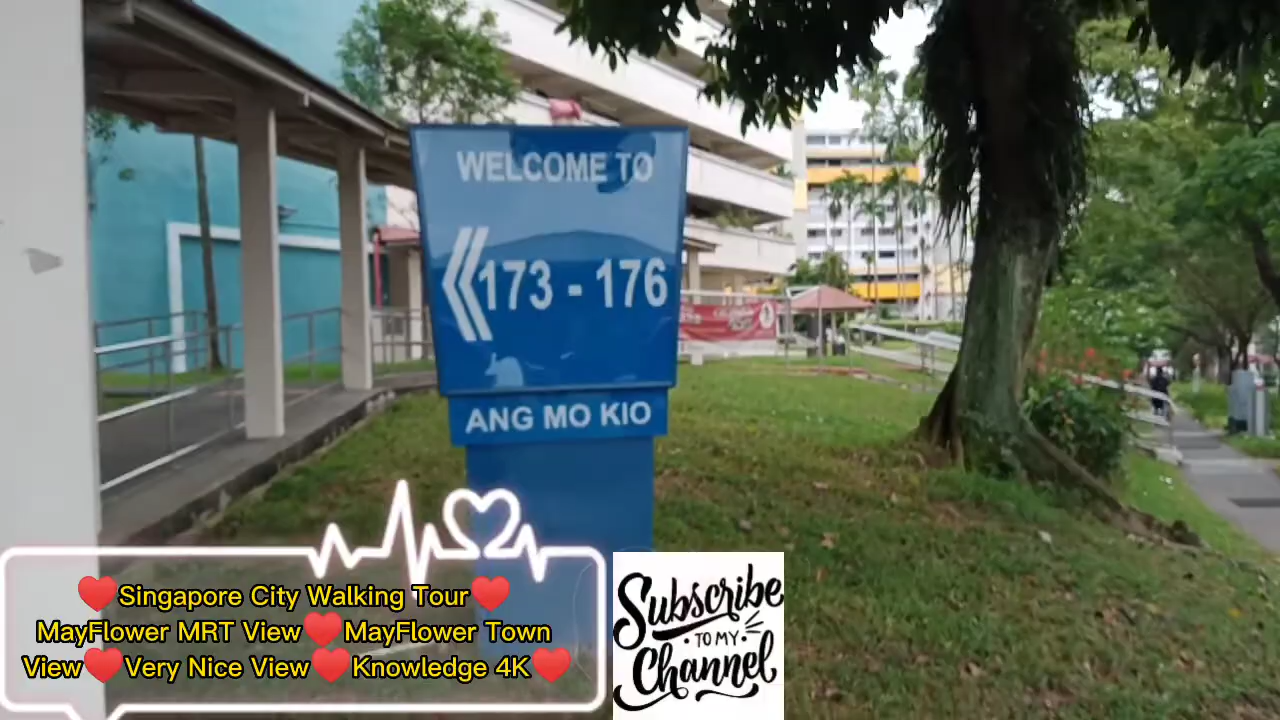 WELCOME TO
173 - 176
ANG MO KIO
♥️Singapore City Walking Tour♥️
MayFlower MRT View♥️MayFlower Town
View♥️Very Nice View♥️Knowledge 4K♥️
Subscribe
TO MY
Channel